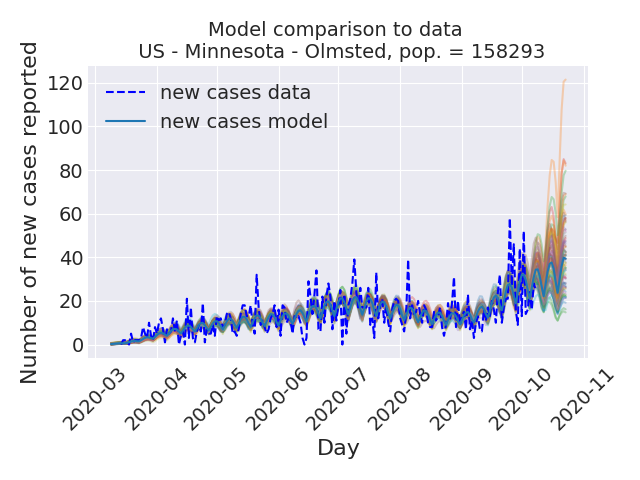 Model comparison to data
US - Minnesota - Olmsted, pop. = 158293
Number of new cases reported
120
100
80
60
40
20
0
new cases data
new cases model
2020-03
2020-04
2020-05
2020-06
2020-07
2020-08
2020-09
2020-10
2020-11
Day